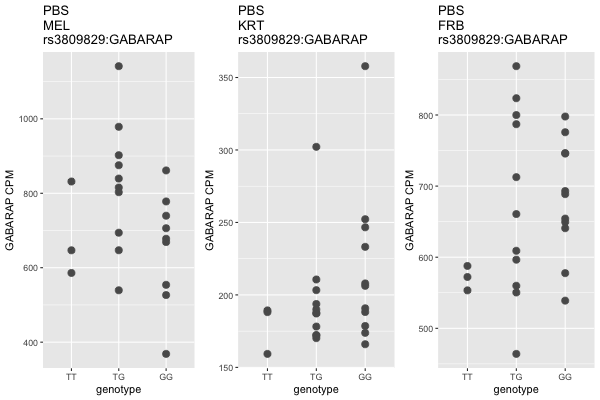 PBS
MEL
rs3809829:GABARAP
GABARAP CPM
1000
800
600
400
TT
TG
GG
genotype
PBS
KRT
rs3809829:GABARAP
GABARAP CPM
350
300
250
200
150
TT
TG
GG
genotype
PBS
FRB
rs3809829:GABARAP
GABARAP CPM
800
700
600
500
TT
TG
GG
genotype